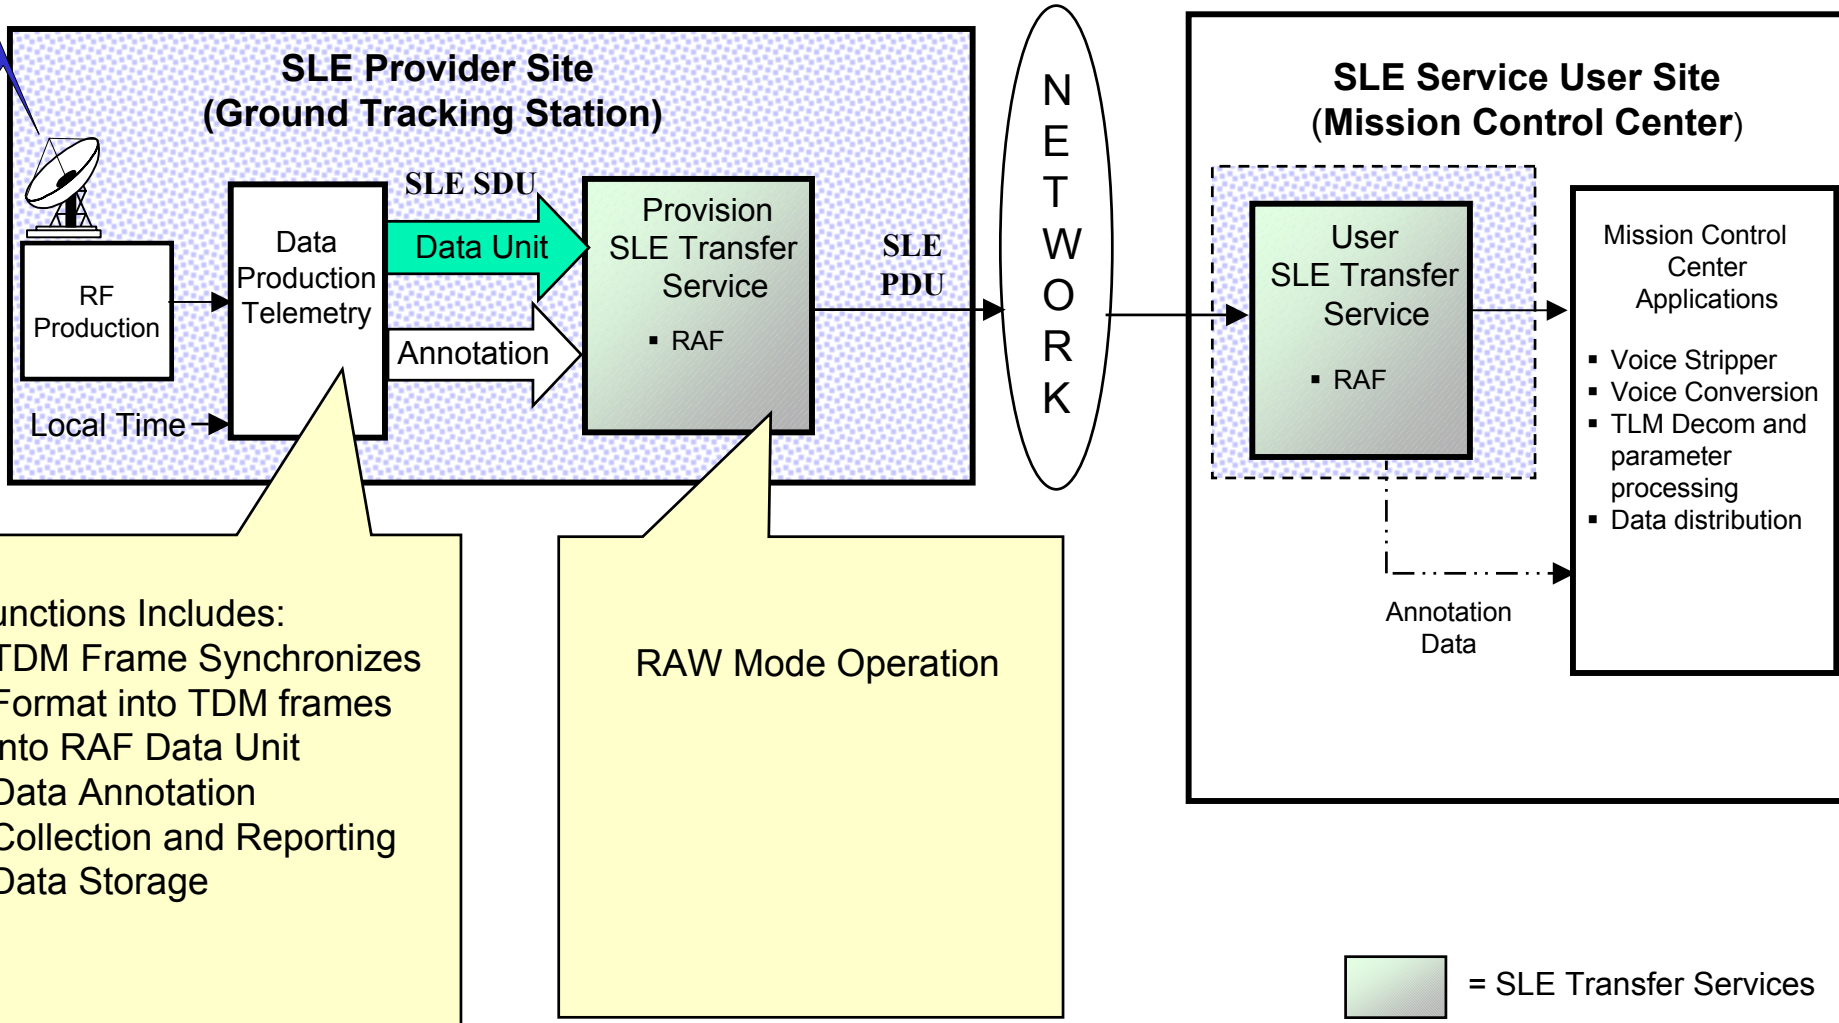 SLE Provider Site
(Ground Tracking Station)
RF
Production
Local Time
Data
Production
Telemetry
SLE SDU
Data Unit
Annotation
Provision
SLE Transfer
Service
▪ RAF
SLE
PDU
N
E
T
W
O
R
K
SLE Service User Site
(Mission Control Center)
User
SLE Transfer
Service
▪ RAF
Mission Control
Center
Applications
▪ Voice Stripper
▪ Voice Conversion
▪ TLM Decom and
parameter
processing
▪ Data distribution
Annotation
Data
unctions Includes:
TDM Frame Synchronizes
Format into TDM frames
into RAF Data Unit
Data Annotation
Collection and Reporting
Data Storage
RAW Mode Operation
= SLE Transfer Services